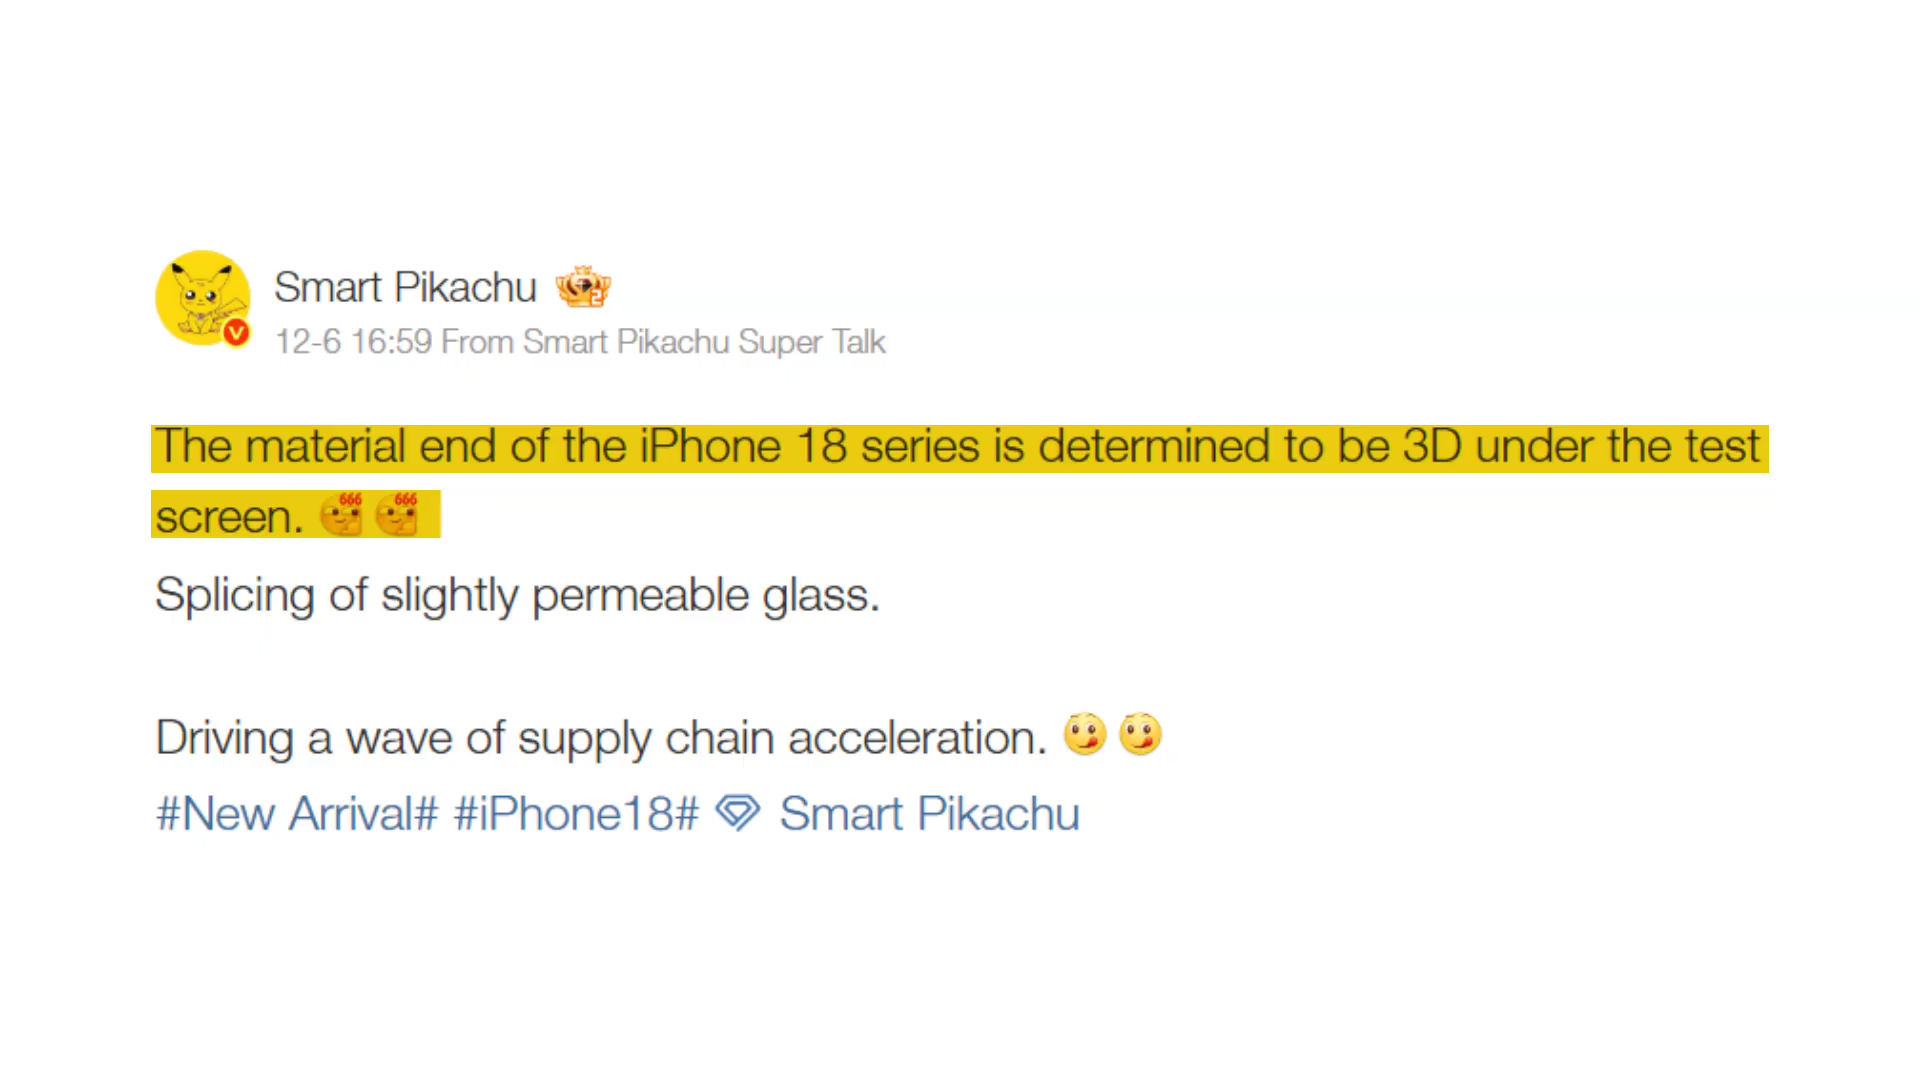 Smart Pikachu
12-6 16:59 From Smart Pikachu Super Talk
The material end of the iPhone 18 series is determined to be 3D under the test
screen. 666 666
Splicing of slightly permeable glass.
Driving a wave of supply chain acceleration.
#New Arrival# #iPhone18# Smart Pikachu